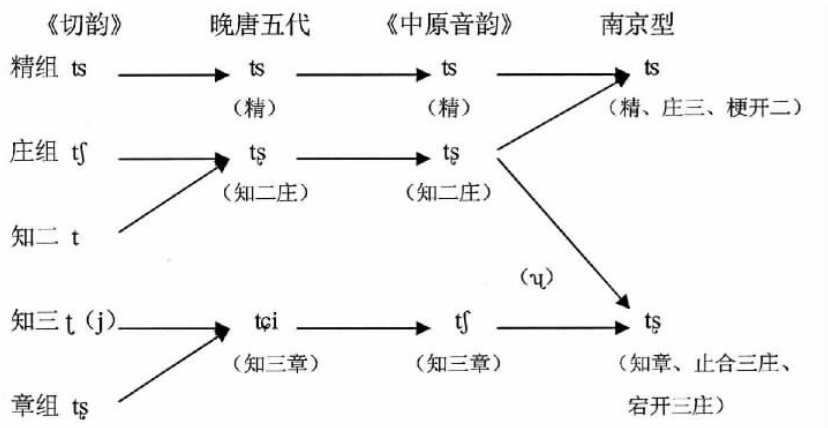 《切韵》 晚唐五代 《中原音韵》 南京型
精组 ts ts ts ts
(精) (精) (精、庄三、梗开二)
庄组 tʃ tʂ tʂ
(知二庄) (知二庄)
知二 t
(ʮ)
知三 ʈ (j) tɕi tʃ tʂ
(知三章) (知三章) (知章、止合三庄、
章组 tʂ 宕开三庄)